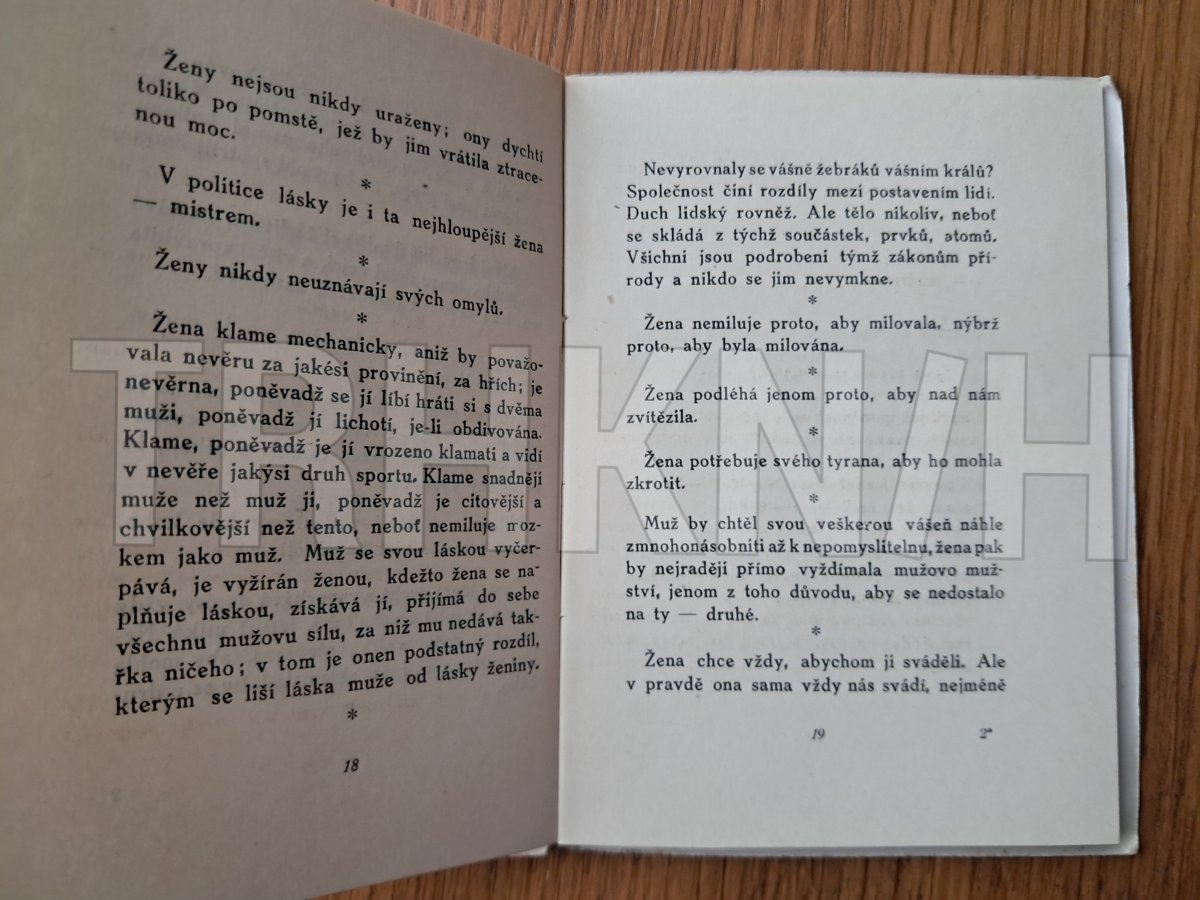 Ženy nejsou nikdy uraženy; ony dychtí
toliko po pomstě, jež by jim vrátila ztrace-
nou moc.
*
V politice lásky je i ta nejhloupější žena
— mistrem.
*
Ženy nikdy neuznávají svých omylů.
*
Žena klame mechanicky, aniž by považo-
vala nevěru za jakési provinění, za hřích; je
nevěrna, poněvadž se jí líbí hráti si s dvěma
muži, poněvadž jí lichotí, je-li obdivována.
Klame, poněvadž je jí vrozeno klamati a vidí
v nevěře jakýsi druh sportu. Klame snadněji
muže než muž ji, poněvadž je citovější a
chvilkovější než tento, neboť nemiluje moz-
kem jako muž. Muž se svou láskou vyčer-
pává, je vyžírán ženou, kdežto žena se na-
plňuje láskou, získává jí, přijímá do sebe
všechnu mužovu sílu, za niž mu nedává tak-
řka ničeho; v tom je onen podstatný rozdíl,
kterým se liší láska muže od lásky ženiny.
*
18
Nevyrovnaly se vášně žebráků vášním králů?
Společnost činí rozdíly mezi postavením lidí.
Duch lidský rovněž. Ale tělo nikoliv, neboť
se skládá z týchž součástek, prvků, atomů.
Všichni jsou podrobeni týmž zákonům pří-
rody a nikdo se jim nevymkne.
*
Žena nemiluje proto, aby milovala, nýbrž
proto, aby byla milována.
*
Žena podléhá jenom proto, aby nad nám
zvítězila.
*
Žena potřebuje svého tyrana, aby ho mohla
zkrotit.
*
Muž by chtěl svou veškerou vášeň náhle
zmnohonásobniti až k nepomyslitelnu, žena pak
by nejraději přímo vyždímala mužovo muž-
ství, jenom z toho důvodu, aby se nedostalo
na ty — druhé.
*
Žena chce vždy, abychom ji sváděli. Ale
v pravdě ona sama vždy nás svádí, nejméně
19 2*
TRHKNIH